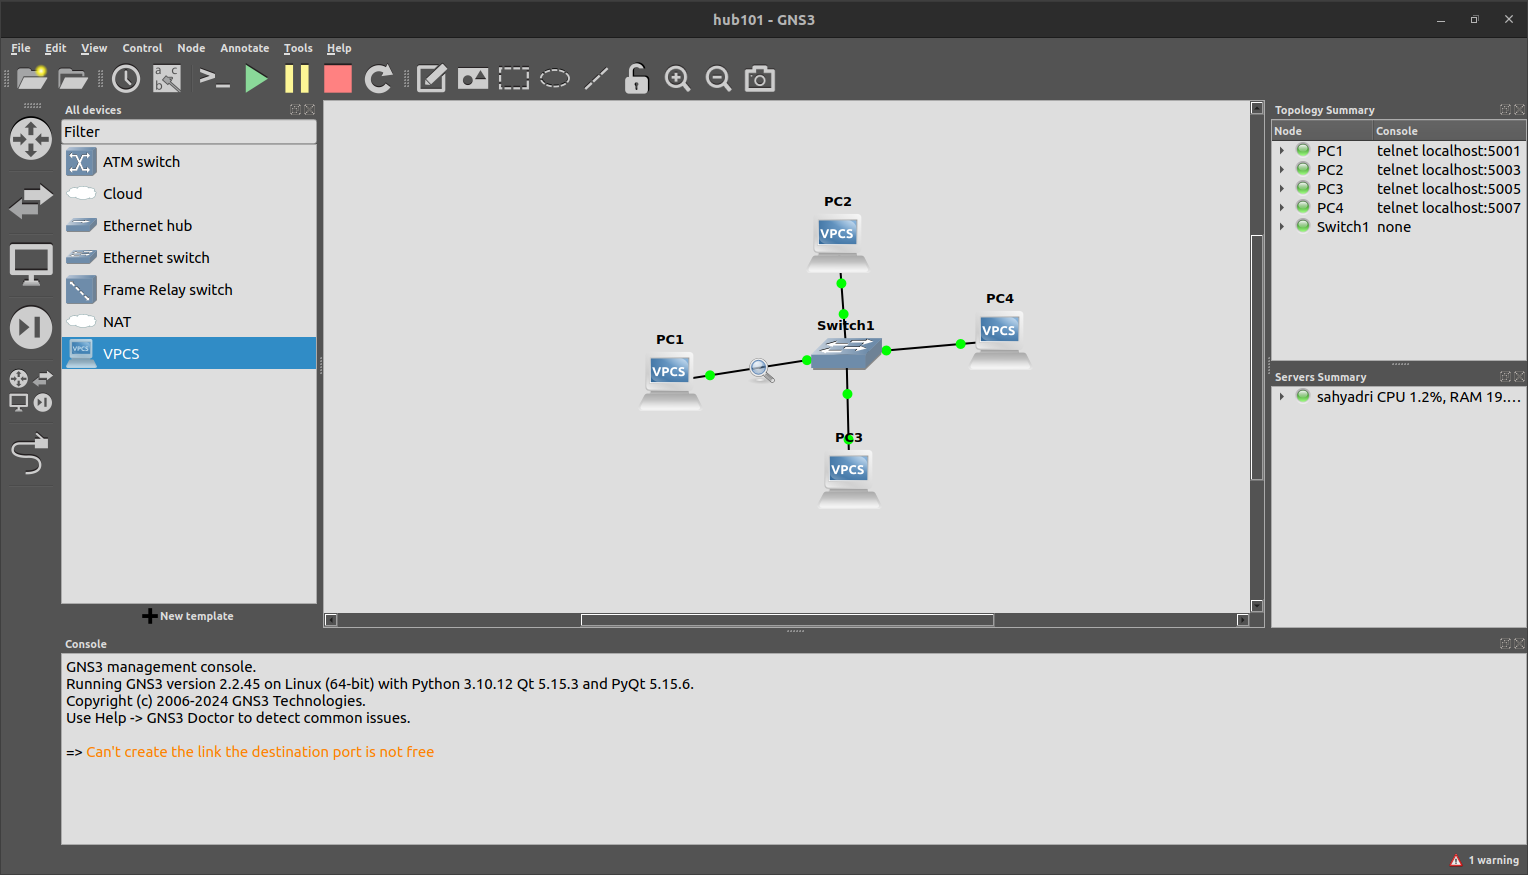 hub101 - GNS3
File Edit View Control Node Annotate Tools Help
All devices
Filter
ATM switch
Cloud
Ethernet hub
Ethernet switch
Frame Relay switch
NAT
VPCS
New template
PC2
VPCS
PC4
VPCS
Switch1
PC1
VPCS
PC3
VPCS
Topology Summary
Node Console
PC1 telnet localhost:5001
PC2 telnet localhost:5003
PC3 telnet localhost:5005
PC4 telnet localhost:5007
Switch1 none
Servers Summary
sahyadri CPU 1.2%, RAM 19....
Console
GNS3 management console.
Running GNS3 version 2.2.45 on Linux (64-bit) with Python 3.10.12 Qt 5.15.3 and PyQt 5.15.6.
Copyright (c) 2006-2024 GNS3 Technologies.
Use Help -> GNS3 Doctor to detect common issues.
=> Can't create the link the destination port is not free
1 warning